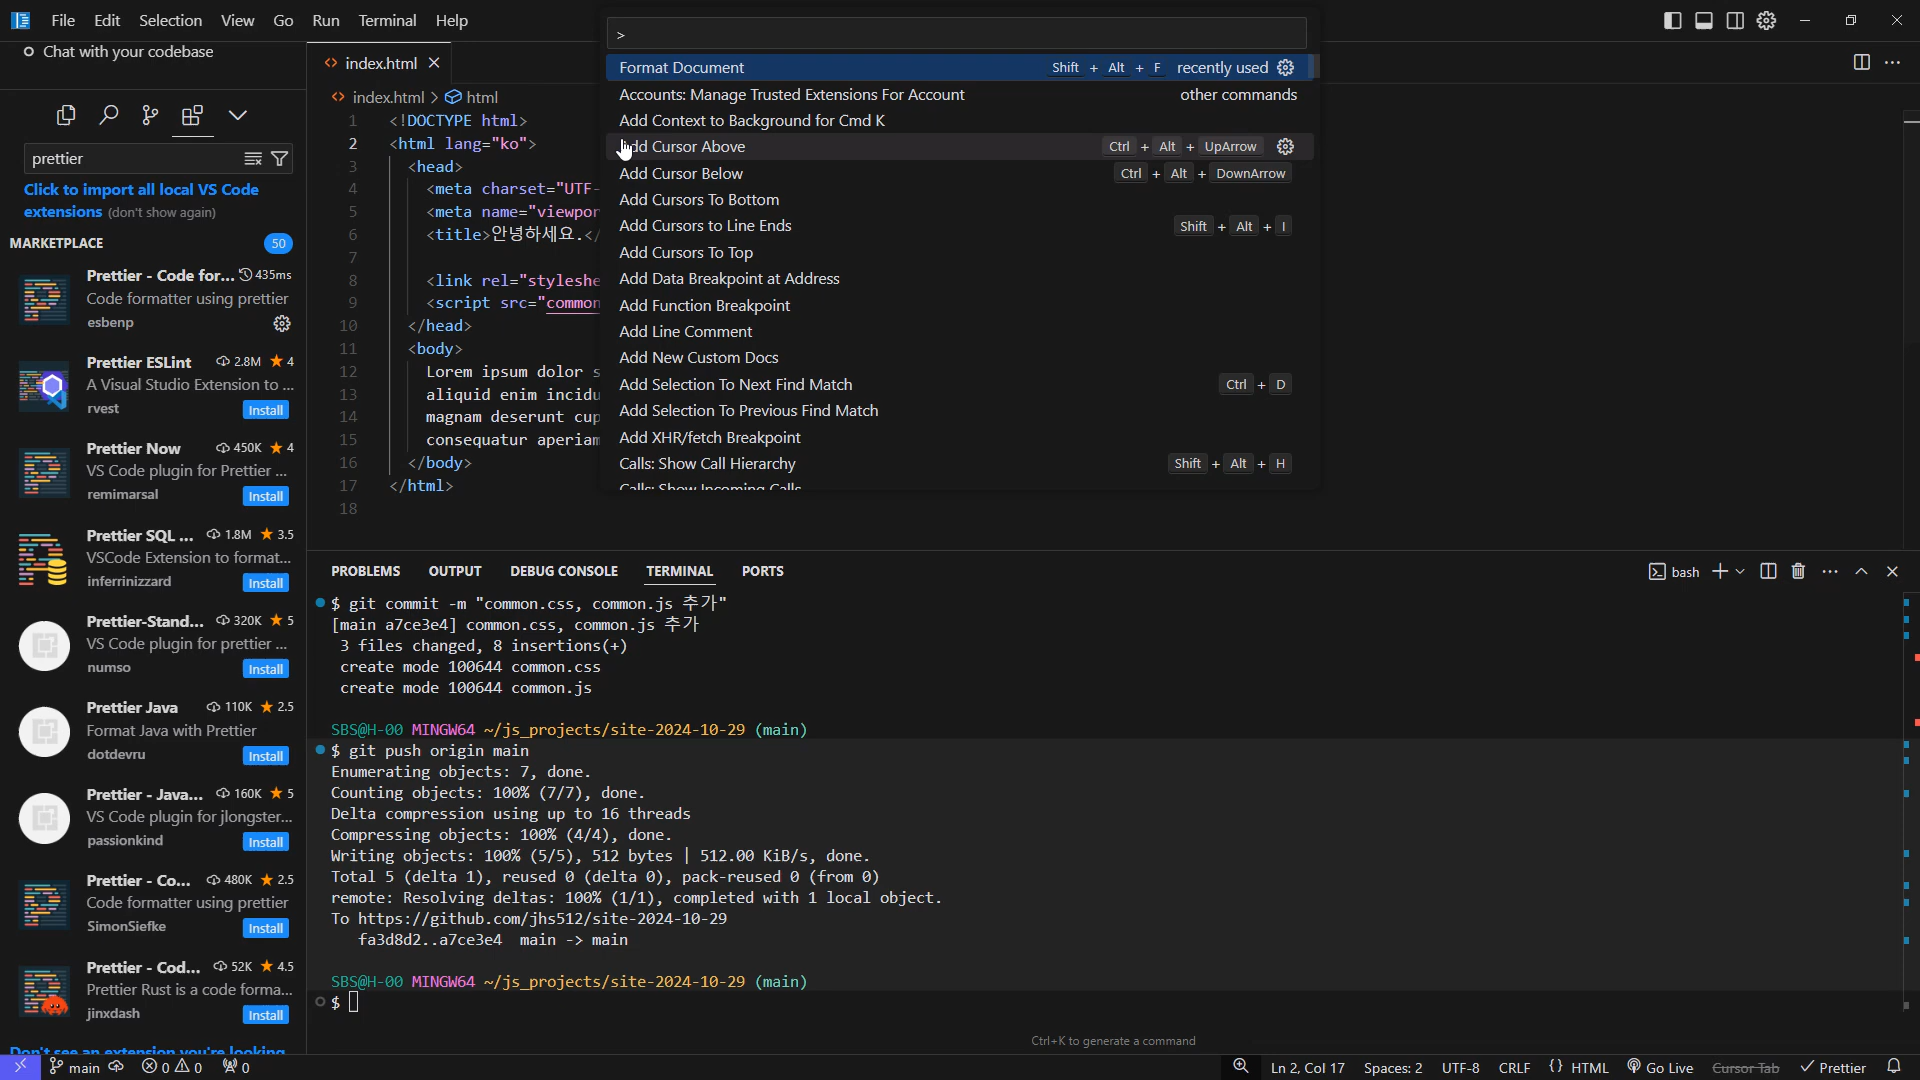 File Edit Selection View Go Run Terminal Help
Chat with your codebase
prettier
Click to import all local VS Code
extensions (don't show again)
MARKETPLACE 50
Prettier - Code for... 435ms
Code formatter using prettier
esbenp
Prettier ESLint 2.8M ★ 4
A Visual Studio Extension to ...
rvest Install
Prettier Now 450K ★ 4
VS Code plugin for Prettier ...
remimarsal Install
Prettier SQL ... 1.8M ★ 3.5
VSCode Extension to format...
inferrinizzard Install
Prettier-Stand... 320K ★ 5
VS Code plugin for prettier ...
numso Install
Prettier Java 110K ★ 2.5
Format Java with Prettier
dotdevru Install
Prettier - Java... 160K ★ 5
VS Code plugin for jlongster...
passionkind Install
Prettier - Co... 480K ★ 2.5
Code formatter using prettier
SimonSiefke Install
Prettier - Cod... 52K ★ 4.5
Prettier Rust is a code forma...
jinxdash Install
Don't see an extension you're looking
index.html
index.html > html
1 <!DOCTYPE html>
2 <html lang="ko">
3 <head>
4 <meta charset="UTF-
5 <meta name="viewpor
6 <title>안녕하세요.</
7
8 <link rel="styleshe
9 <script src="common
10 </head>
11 <body>
12 Lorem ipsum dolor s
13 aliquid enim incidu
14 magnam deserunt cup
15 consequatur aperiam
16 </body>
17 </html>
18
>
Format Document Shift + Alt + F recently used
Accounts: Manage Trusted Extensions For Account other commands
Add Context to Background for Cmd K
dd Cursor Above Ctrl + Alt + UpArrow
Add Cursor Below Ctrl + Alt + DownArrow
Add Cursors To Bottom
Add Cursors to Line Ends Shift + Alt + I
Add Cursors To Top
Add Data Breakpoint at Address
Add Function Breakpoint
Add Line Comment
Add New Custom Docs
Add Selection To Next Find Match Ctrl + D
Add Selection To Previous Find Match
Add XHR/fetch Breakpoint
Calls: Show Call Hierarchy Shift + Alt + H
Calls: Show Incoming Calls
PROBLEMS OUTPUT DEBUG CONSOLE TERMINAL PORTS bash
$ git commit -m "common.css, common.js 추가"
[main a7ce3e4] common.css, common.js 추가
3 files changed, 8 insertions(+)
create mode 100644 common.css
create mode 100644 common.js
SBS@H-00 MINGW64 ~/js_projects/site-2024-10-29 (main)
$ git push origin main
Enumerating objects: 7, done.
Counting objects: 100% (7/7), done.
Delta compression using up to 16 threads
Compressing objects: 100% (4/4), done.
Writing objects: 100% (5/5), 512 bytes | 512.00 KiB/s, done.
Total 5 (delta 1), reused 0 (delta 0), pack-reused 0 (from 0)
remote: Resolving deltas: 100% (1/1), completed with 1 local object.
To https://github.com/jhs512/site-2024-10-29
fa3d8d2..a7ce3e4 main -> main
SBS@H-00 MINGW64 ~/js_projects/site-2024-10-29 (main)
$
Ctrl+K to generate a command
main 0 0 0 Ln 2, Col 17 Spaces: 2 UTF-8 CRLF {} HTML Go Live Cursor Tab Prettier